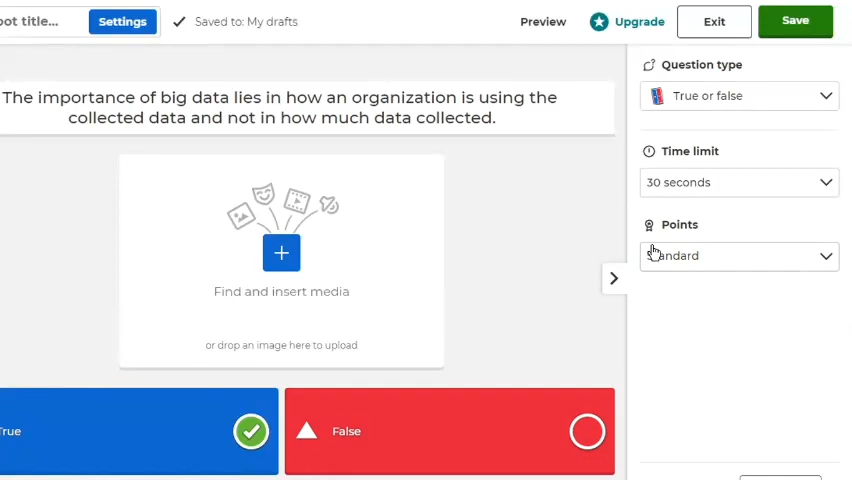 oot title...
Settings
Saved to: My drafts
Preview
Upgrade
Exit
Save
Question type
True or false
Time limit
30 seconds
Points
Standard
The importance of big data lies in how an organization is using the
collected data and not in how much data collected.
Find and insert media
or drop an image here to upload
True
False